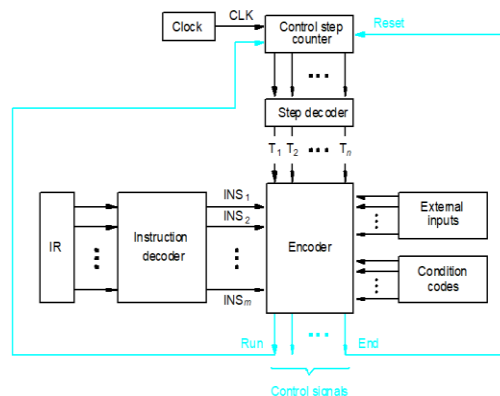 CLK
Clock
Control step
counter
Reset
Step decoder
T1 T2 Tn
INS1
INS2
INSm
IR
Instruction
decoder
Encoder
External
inputs
Condition
codes
Run
End
Control sionals